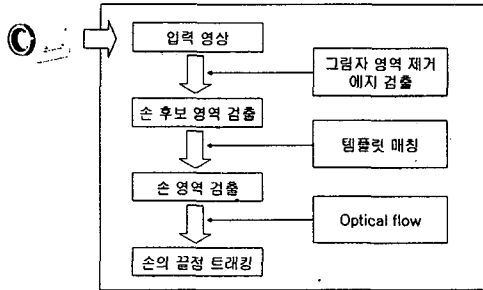 입력 영상
그림자 영역 제거
에지 검출
손 후보 영역 검출
템플릿 매칭
손 영역 검출
Optical flow
손의 끝점 트래킹